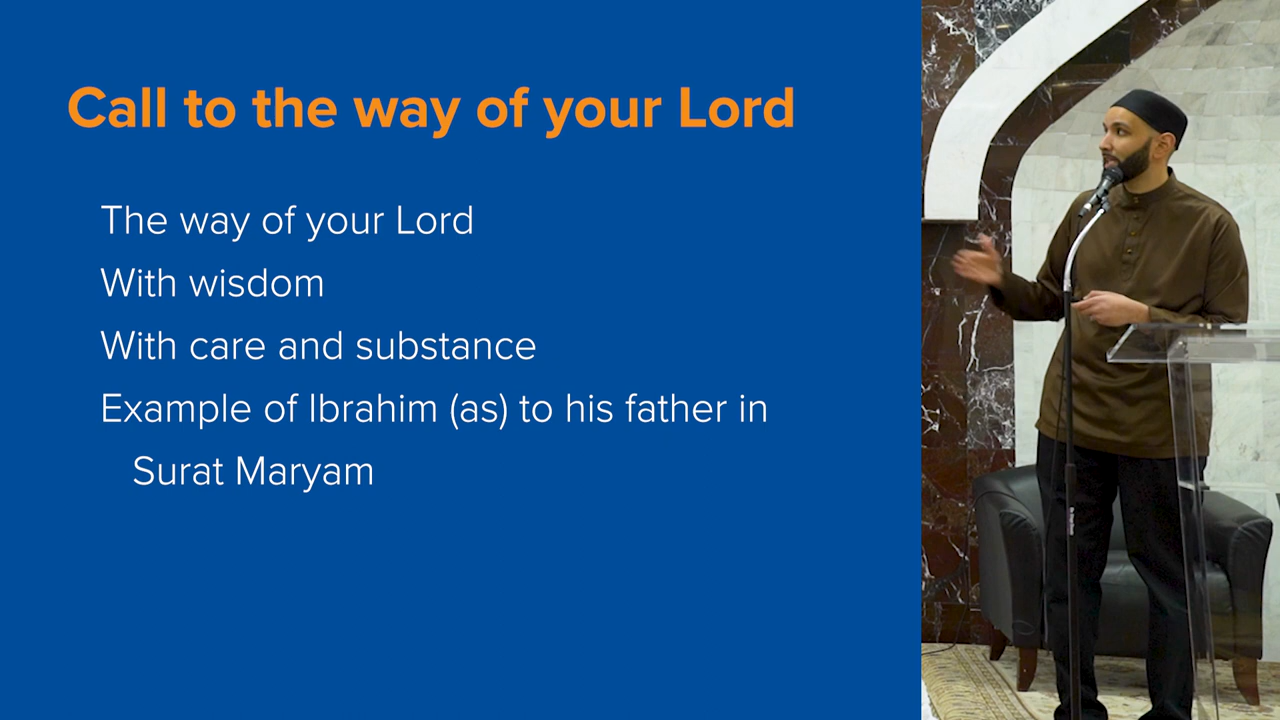 Call to the way of your Lord
The way of your Lord
With wisdom
With care and substance
Example of Ibrahim (as) to his father in
Surat Maryam